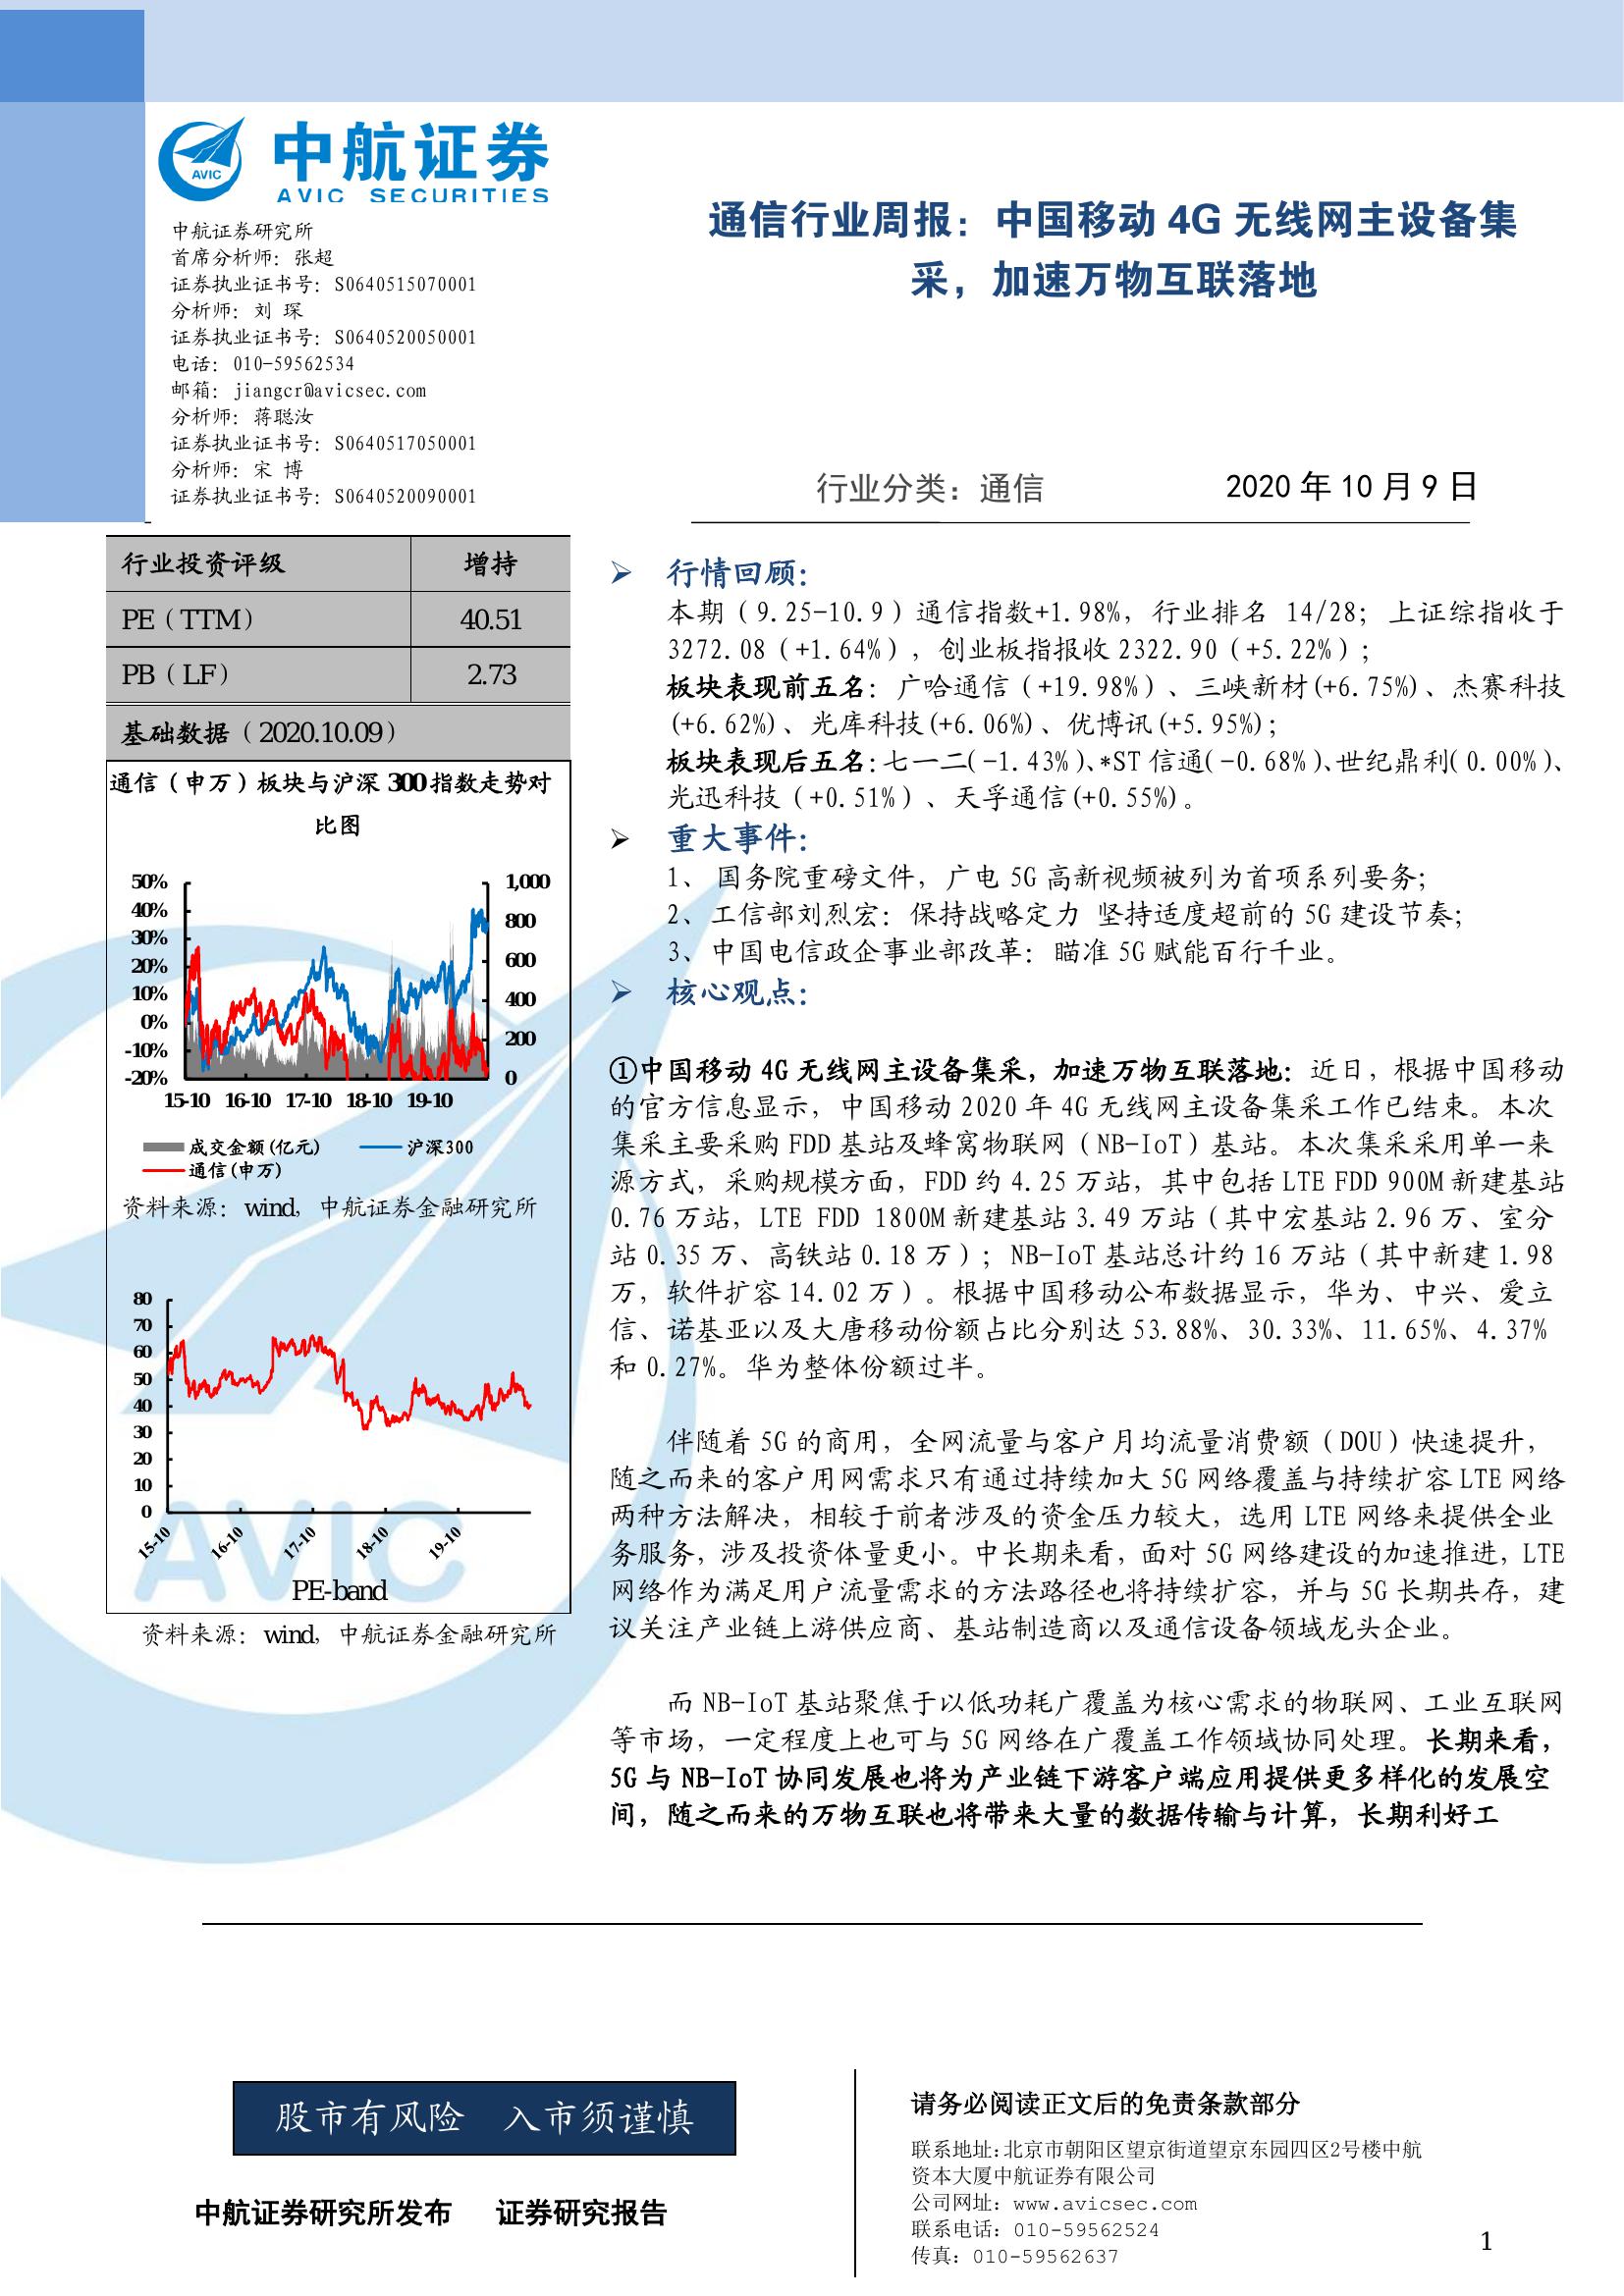 中航证券
AVIC SECURITIES
AVIC
中航证券研究所
首席分析师：张超
证券执业证书号：S0640515070001
分析师：刘 琛
证券执业证书号：S0640520050001
电话：010-59562534
邮箱：jiangcr@avicsec.com
分析师：蒋聪汝
证券执业证书号：S0640517050001
分析师：宋 博
证券执业证书号：S0640520090001
通信行业周报：中国移动 4G 无线网主设备集
采，加速万物互联落地
行业分类：通信 2020 年 10 月 9 日
行业投资评级 增持
PE（TTM） 40.51
PB（LF） 2.73
基础数据（2020.10.09）
通信（申万）板块与沪深 300 指数走势对
比图
50% 1,000
40% 800
30%
20% 600
10% 400
0%
-10% 200
-20% 0
15-10 16-10 17-10 18-10 19-10
成交金额(亿元) 沪深300
通信(申万)
资料来源：wind，中航证券金融研究所
80
70
60
50
40
30
20
10
0
15-10 16-10 17-10 18-10 19-10
PE-band
AVIC
资料来源：wind，中航证券金融研究所
➢ 行情回顾：
本期（9.25-10.9）通信指数+1.98%，行业排名 14/28；上证综指收于
3272.08（+1.64%），创业板指报收 2322.90（+5.22%）；
板块表现前五名：广哈通信（+19.98%）、三峡新材(+6.75%)、杰赛科技
(+6.62%)、光库科技(+6.06%)、优博讯(+5.95%)；
板块表现后五名:七一二(-1.43%)、*ST 信通(-0.68%)、世纪鼎利(0.00%)、
光迅科技（+0.51%）、天孚通信(+0.55%)。
➢ 重大事件：
1、 国务院重磅文件，广电 5G 高新视频被列为首项系列要务；
2、工信部刘烈宏：保持战略定力 坚持适度超前的 5G 建设节奏；
3、中国电信政企事业部改革：瞄准 5G 赋能百行千业。
➢ 核心观点：
①中国移动 4G 无线网主设备集采，加速万物互联落地：近日，根据中国移动
的官方信息显示，中国移动 2020 年 4G 无线网主设备集采工作已结束。本次
集采主要采购 FDD 基站及蜂窝物联网（NB-IoT）基站。本次集采采用单一来
源方式，采购规模方面，FDD 约 4.25 万站，其中包括 LTE FDD 900M 新建基站
0.76 万站，LTE FDD 1800M 新建基站 3.49 万站（其中宏基站 2.96 万、室分
站 0.35 万、高铁站 0.18 万）；NB-IoT 基站总计约 16 万站（其中新建 1.98
万，软件扩容 14.02 万）。根据中国移动公布数据显示，华为、中兴、爱立
信、诺基亚以及大唐移动份额占比分别达 53.88%、30.33%、11.65%、4.37%
和 0.27%。华为整体份额过半。
伴随着 5G 的商用，全网流量与客户月均流量消费额（DOU）快速提升，
随之而来的客户用网需求只有通过持续加大 5G 网络覆盖与持续扩容 LTE 网络
两种方法解决，相较于前者涉及的资金压力较大，选用 LTE 网络来提供全业
务服务，涉及投资体量更小。中长期来看，面对 5G 网络建设的加速推进，LTE
网络作为满足用户流量需求的方法路径也将持续扩容，并与 5G 长期共存，建
议关注产业链上游供应商、基站制造商以及通信设备领域龙头企业。
而 NB-IoT 基站聚焦于以低功耗广覆盖为核心需求的物联网、工业互联网
等市场，一定程度上也可与 5G 网络在广覆盖工作领域协同处理。长期来看，
5G 与 NB-IoT 协同发展也将为产业链下游客户端应用提供更多样化的发展空
间，随之而来的万物互联也将带来大量的数据传输与计算，长期利好工
股市有风险 入市须谨慎
中航证券研究所发布 证券研究报告
请务必阅读正文后的免责条款部分
联系地址:北京市朝阳区望京街道望京东园四区2号楼中航
资本大厦中航证券有限公司
公司网址：www.avicsec.com
联系电话：010-59562524
传真：010-59562637
1